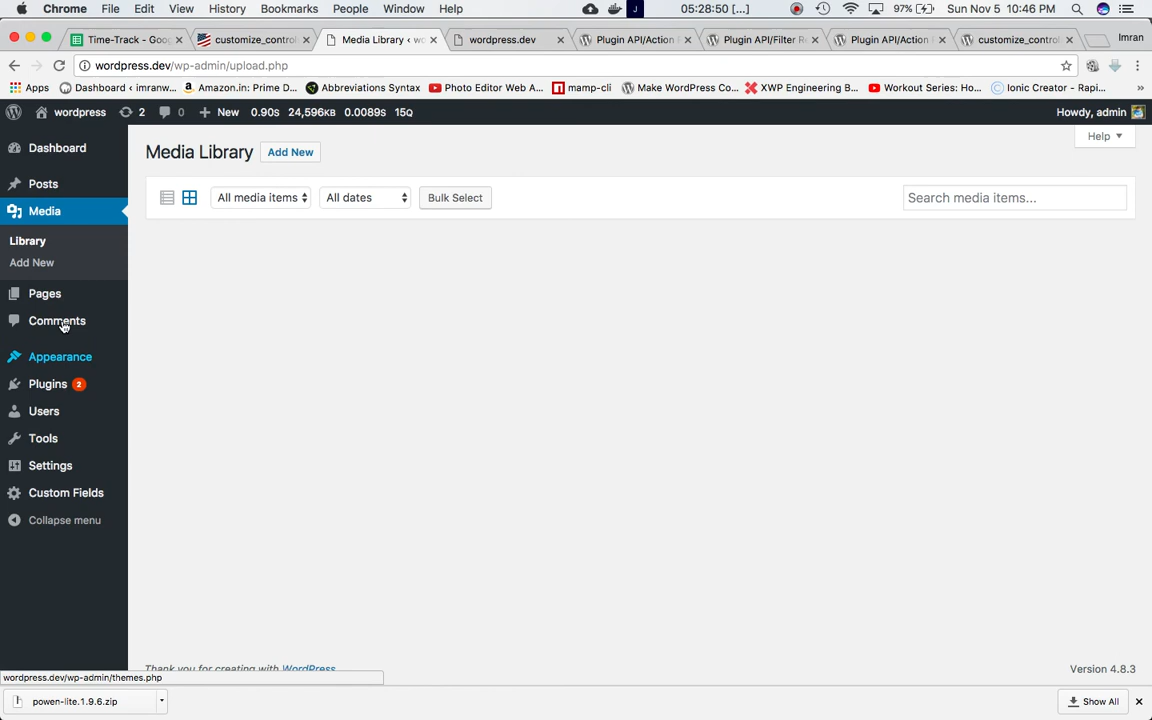 Chrome File Edit View History Bookmarks People Window Help J 05:28:50 [...] 97% Sun Nov 5 10:46 PM
Time-Track - Goo customize_control Media Library ‹ wo wordpress.dev Plugin API/Action Plugin API/Filter R Plugin API/Action customize_control Imran
wordpress.dev/wp-admin/upload.php
Apps Dashboard ‹ imranw... Amazon.in: Prime D... Abbreviations Syntax Photo Editor Web A... mamp-cli Make WordPress Co... XWP Engineering B... Workout Series: Ho... Ionic Creator - Rapi... »
wordpress 2 0 New 0.90S 24,596KB 0.0089S 15Q Howdy, admin
Help
Dashboard
Posts
Media
Library
Add New
Pages
Comments
Appearance
Plugins 2
Users
Tools
Settings
Custom Fields
Collapse menu
Media Library Add New
All media items All dates Bulk Select Search media items...
Thank you for creating with WordPress
Version 4.8.3
wordpress.dev/wp-admin/themes.php
powen-lite.1.9.6.zip Show All